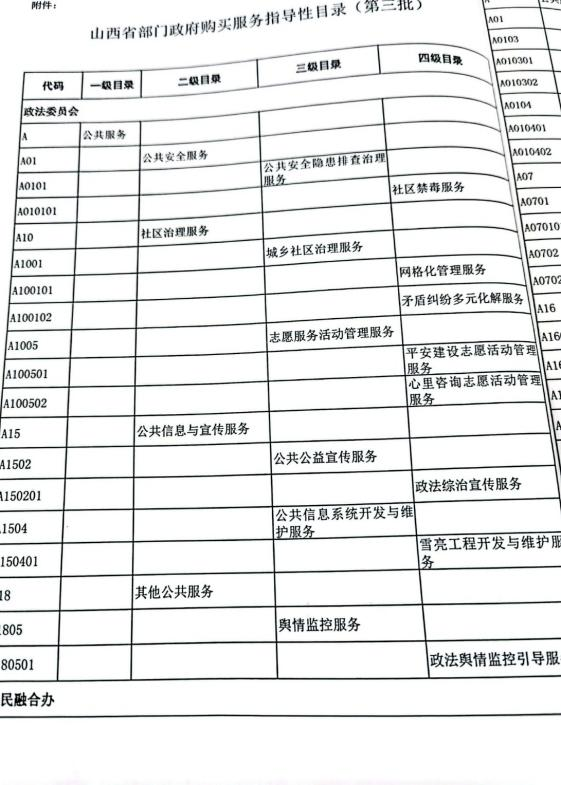 附件：
山西省部门政府购买服务指导性目录（第三批）
代码 一级目录 二级目录 三级目录 四级目录
政法委员会
A 公共服务
A01 公共安全服务
A0101 公共安全隐患排查治理
服务
A010101 社区禁毒服务
A10 社区治理服务
A1001 城乡社区治理服务
A100101 网格化管理服务
A100102 矛盾纠纷多元化解服务
A1005 志愿服务活动管理服务
A100501 平安建设志愿活动管理
服务
A100502 心里咨询志愿活动管理
服务
A15 公共信息与宣传服务
A1502 公共公益宣传服务
A150201 政法综治宣传服务
1504 公共信息系统开发与维
护服务
150401 雪亮工程开发与维护服
务
18 其他公共服务
1805 舆情监控服务
80501 政法舆情监控引导服
民融合办
A01
A0103
A010301
A010302
A0104
A010401
A010402
A07
A0701
A07010
A0702
A0702
A16
A16
A1